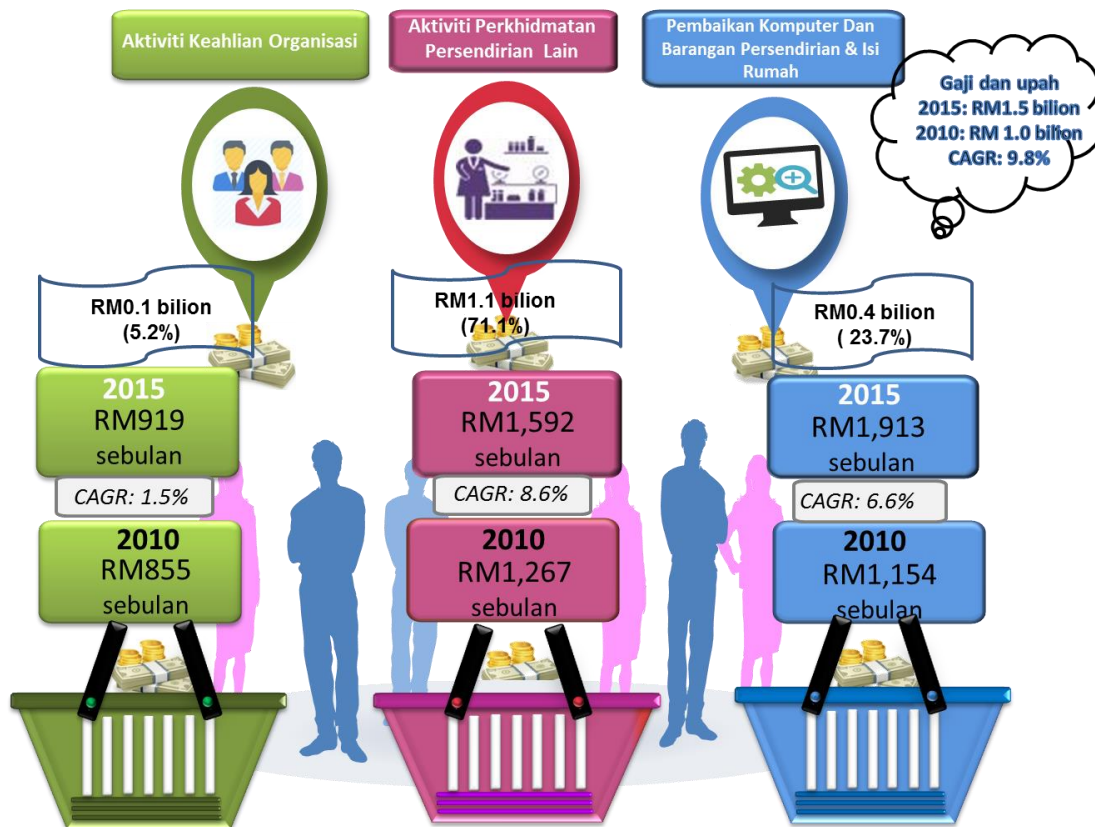 Aktiviti Keahlian Organisasi
Aktiviti Perkhidmatan
Persendirian Lain
Pembaikan Komputer Dan
Barangan Persendirian & Isi
Rumah
Gaji dan upah
2015: RM1.5 bilion
2010: RM 1.0 bilion
CAGR: 9.8%
RM0.1 bilion
(5.2%)
RM1.1 bilion
(71.1%)
RM0.4 bilion
( 23.7%)
2015
RM919
sebulan
CAGR: 1.5%
2010
RM855
sebulan
2015
RM1,592
sebulan
CAGR: 8.6%
2010
RM1,267
sebulan
2015
RM1,913
sebulan
CAGR: 6.6%
2010
RM1,154
sebulan